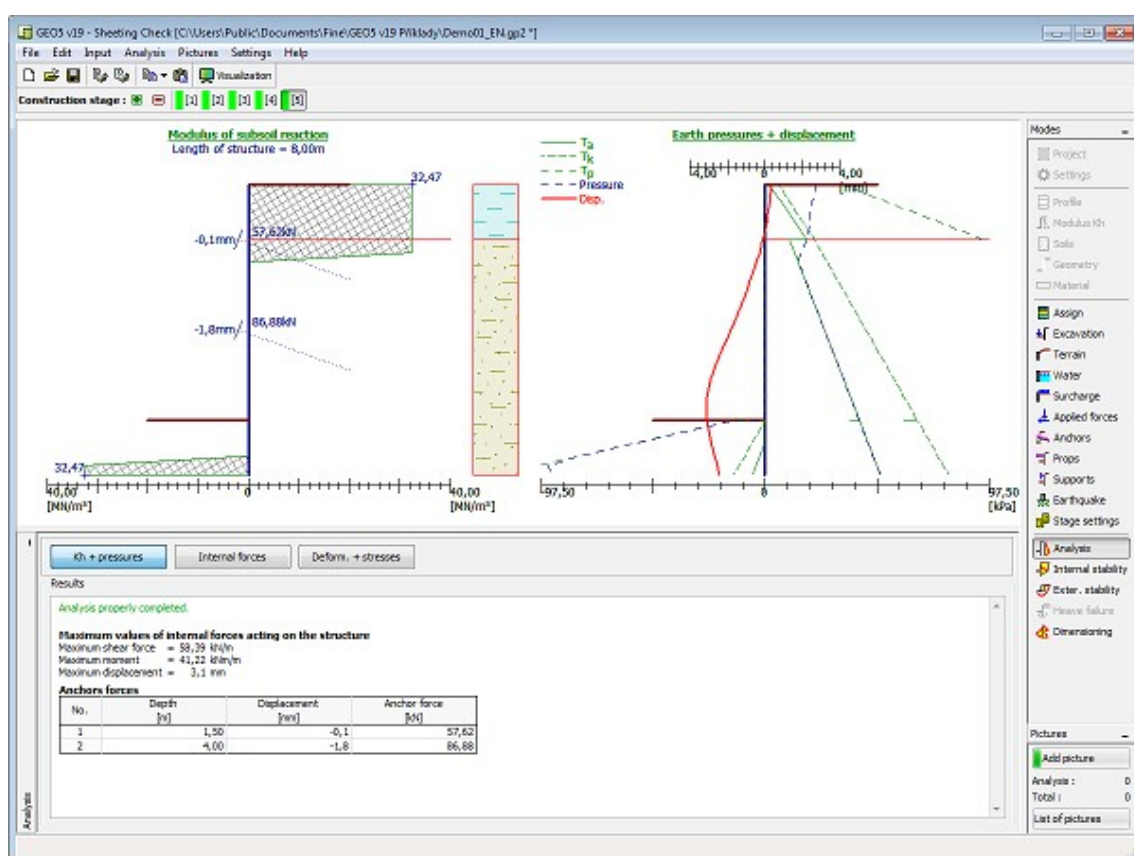 GEO5 v19 - Sheeting Check [C:\Users\Public\Documents\Fine\GEO5 v19 Příklady\Demo01_EN.gp2 *]
File Edit Input Analysis Pictures Settings Help
Visualization
Construction stage : [1] [2] [3] [4] [5]
Modulus of subsoil reaction
Length of structure = 8,00m
32,47
-0,1mm
57,62kN
-1,8mm
86,88kN
32,47
40,00 0 40,00
[MN/m³] [MN/m³]
Ta
Tk
Tp
Pressure
Disp.
Earth pressures + displacement
-4,00 0 4,00
[mm]
-97,50 0 97,50
[kPa]
Modes
Project
Settings
Profile
Modulus Kh
Soils
Geometry
Material
Assign
Excavation
Terrain
Water
Surcharge
Applied forces
Anchors
Props
Supports
Earthquake
Stage settings
Analysis
Internal stability
Exter. stability
Heave failure
Dimensioning
Kh + pressures Internal forces Deform. + stresses
Results
Analysis properly completed.
Maximum values of internal forces acting on the structure
Maximum shear force = 58,39 kN/m
Maximum moment = 41,22 kNm/m
Maximum displacement = 3,1 mm
Anchors forces
No. Depth Displacement Anchor force
[m] [mm] [kN]
1 1,50 -0,1 57,62
2 4,00 -1,8 86,88
Analysis
Pictures
Add picture
Analysis : 0
Total : 0
List of pictures